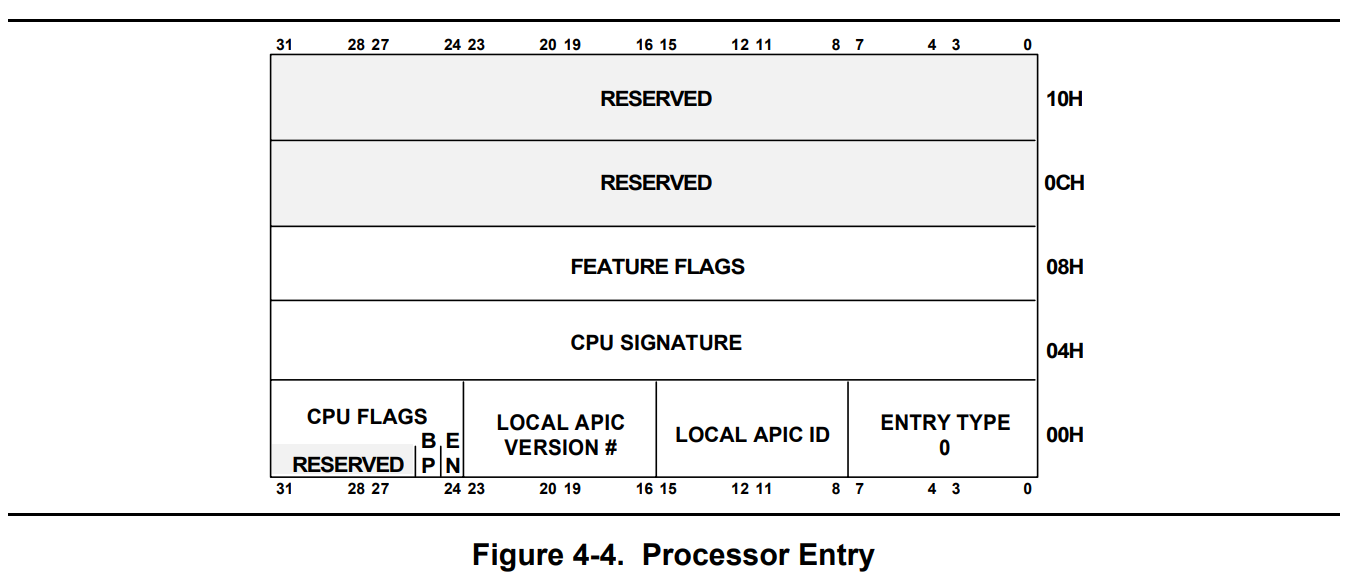 31 28 27 24 23 20 19 16 15 12 11 8 7 4 3 0
RESERVED 10H
RESERVED 0CH
FEATURE FLAGS 08H
CPU SIGNATURE 04H
CPU FLAGS
RESERVED
B
P
E
N
LOCAL APIC
VERSION #
LOCAL APIC ID
ENTRY TYPE
0
00H
31 28 27 24 23 20 19 16 15 12 11 8 7 4 3 0
Figure 4-4. Processor Entry